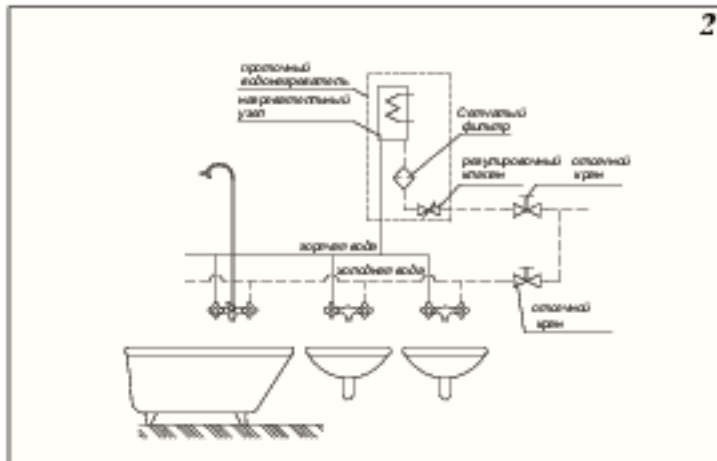 2
проточный
водонагреватель
нагревательный
узел
Сетчатый
фильтр
регулировочный
клапан
отсечной
кран
горячая вода
холодная вода
отсечной
кран